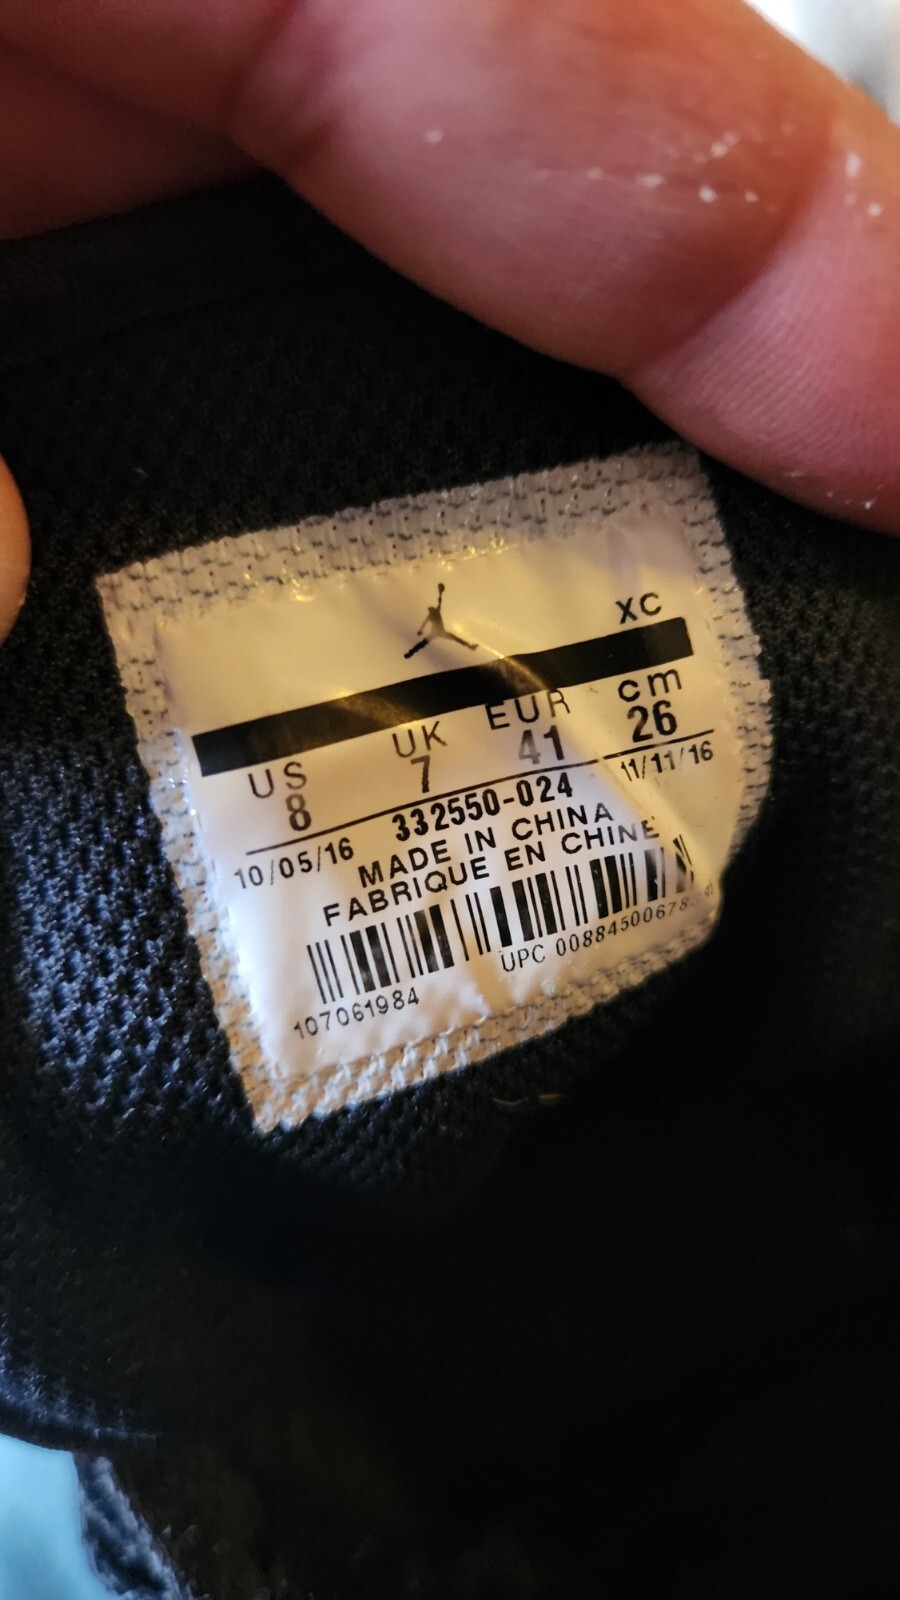 XC
US UK EUR cm
8 7 41 26
10/05/16 332550-024 11/11/16
MADE IN CHINA
FABRIQUE EN CHINE
107061984 UPC